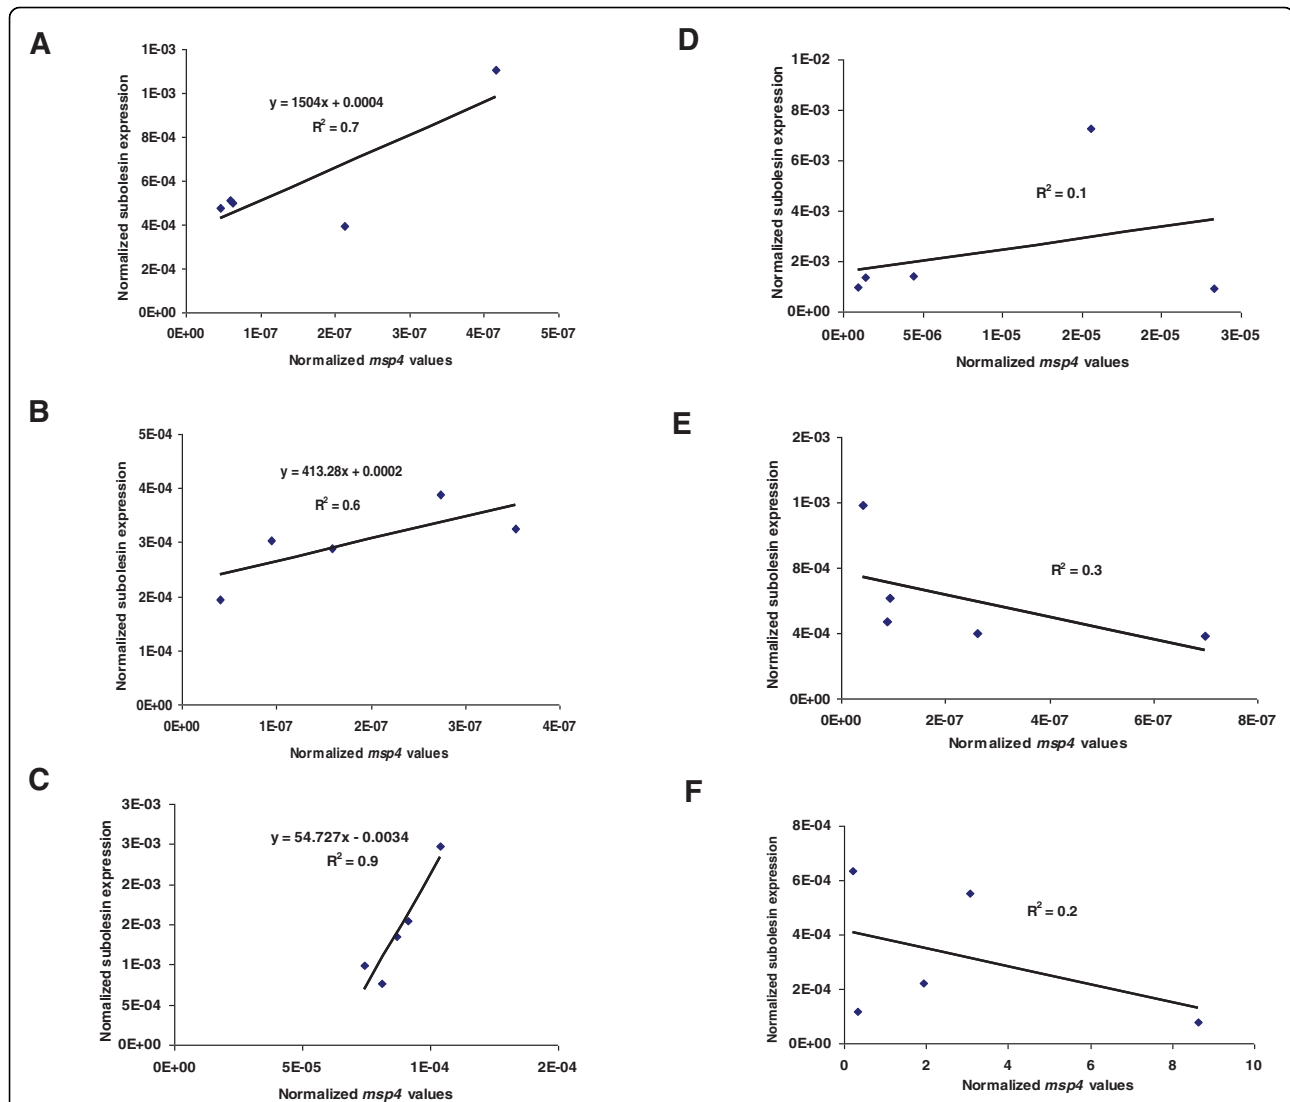 A
Normalized subolesin expression
1E-03
1E-03
8E-04
6E-04
4E-04
2E-04
0E+00
y = 1504x + 0.0004
R² = 0.7
0E+00 1E-07 2E-07 3E-07 4E-07 5E-07
Normalized msp4 values
B
Normalized subolesin expression
5E-04
4E-04
3E-04
2E-04
1E-04
0E+00
y = 413.28x + 0.0002
R² = 0.6
0E+00 1E-07 2E-07 3E-07 4E-07
Normalized msp4 values
C
Nomalized subolesin expression
3E-03
3E-03
2E-03
2E-03
1E-03
5E-04
0E+00
y = 54.727x - 0.0034
R² = 0.9
0E+00 5E-05 1E-04 2E-04
Normalized msp4 values
D
Normalized subolesin expression
1E-02
8E-03
6E-03
4E-03
2E-03
0E+00
R² = 0.1
0E+00 5E-06 1E-05 2E-05 2E-05 3E-05
Normalized msp4 values
E
Normalized subolesin expression
2E-03
1E-03
8E-04
4E-04
0E+00
R² = 0.3
0E+00 2E-07 4E-07 6E-07 8E-07
Normalized msp4 values
F
Normalized subolesin expression
8E-04
6E-04
4E-04
2E-04
0E+00
R² = 0.2
0 2 4 6 8 10
Normalized msp4 values